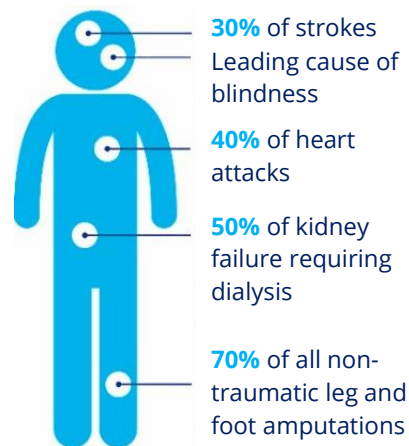 30% of strokes
Leading cause of
blindness
40% of heart
attacks
50% of kidney
failure requiring
dialysis
70% of all non-
traumatic leg and
foot amputations